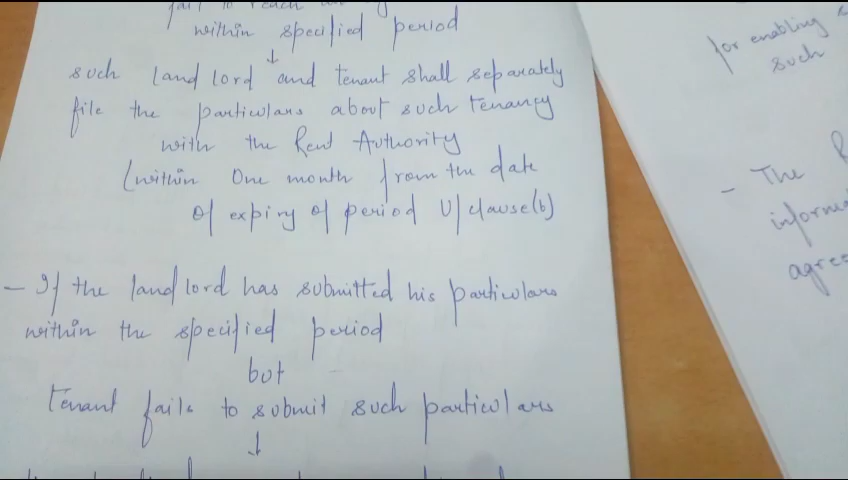 within specified period
↓
such land lord and tenant shall separately
file the particulars about such tenancy
with the Rent Authority
(within One month from the date
of expiry of period U/clause(b)
- If the land lord has submitted his particulars
within the specified period
but
Tenant fails to submit such particulars
↓
for enabling
such
- The
agree